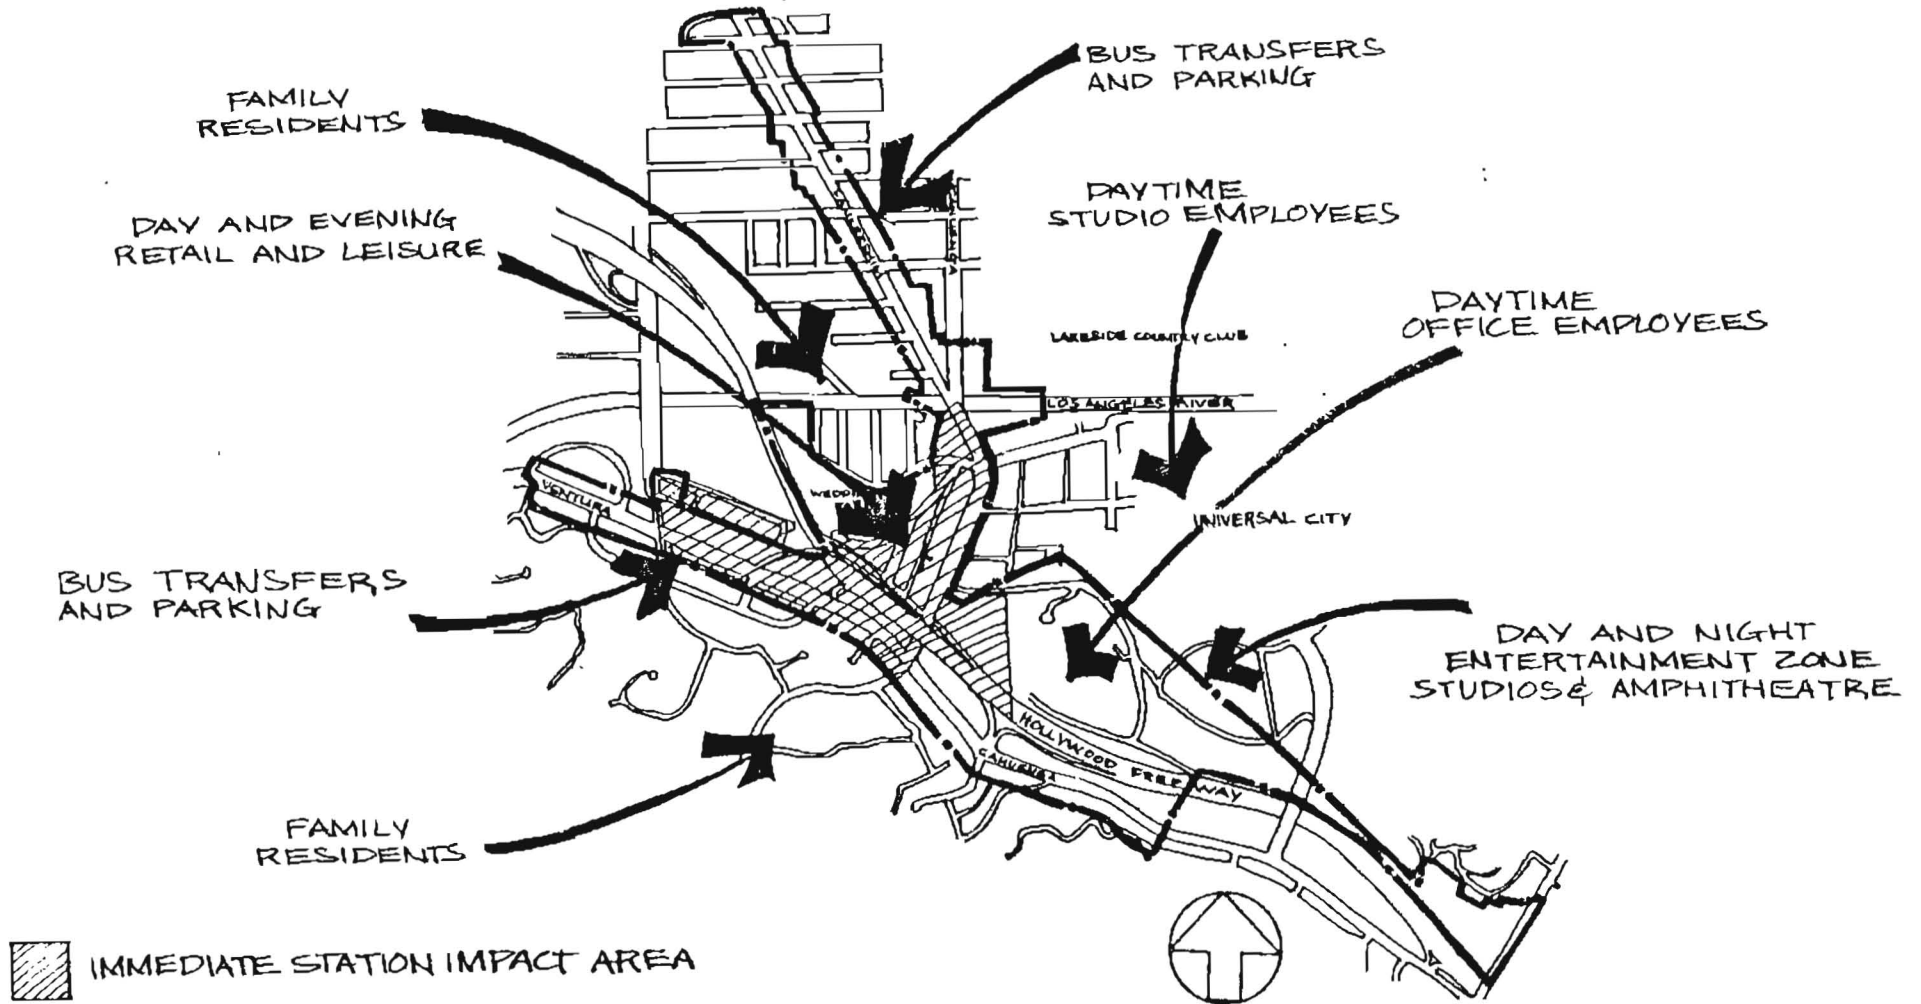 BUS TRANSFERS
AND PARKING
FAMILY
RESIDENTS
DAYTIME
STUDIO EMPLOYEES
DAY AND EVENING
RETAIL AND LEISURE
DAYTIME
OFFICE EMPLOYEES
LAKESIDE COUNTRY CLUB
LOS ANGELES RIVER
VENTURA
UNIVERSAL CITY
BUS TRANSFERS
AND PARKING
DAY AND NIGHT
ENTERTAINMENT ZONE
STUDIOS & AMPHITHEATRE
HOLLYWOOD FREEWAY
CAHUENGA
FAMILY
RESIDENTS
IMMEDIATE STATION IMPACT AREA